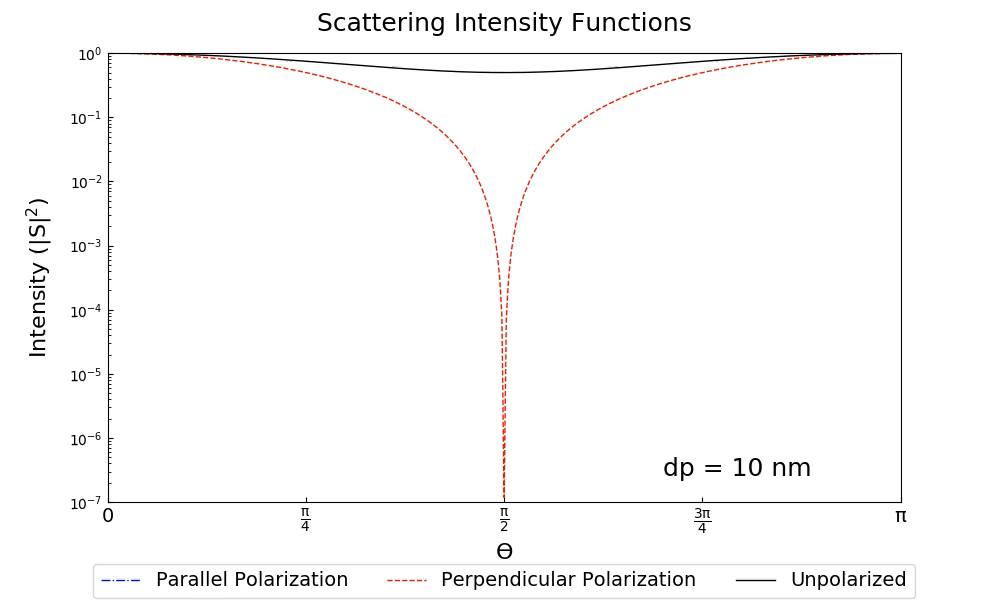 Scattering Intensity Functions
Intensity (|S|²)
10⁰
10⁻¹
10⁻²
10⁻³
10⁻⁴
10⁻⁵
10⁻⁶
10⁻⁷
dp = 10 nm
0 π/4 π/2 3π/4 π
ϴ
Parallel Polarization Perpendicular Polarization Unpolarized